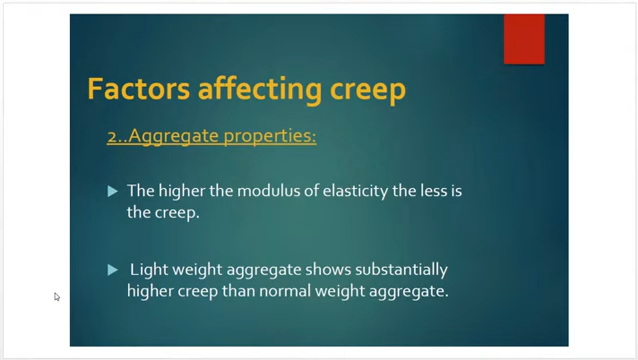 Factors affecting creep
2..Aggregate properties:
The higher the modulus of elasticity the less is
the creep.
Light weight aggregate shows substantially
higher creep than normal weight aggregate.